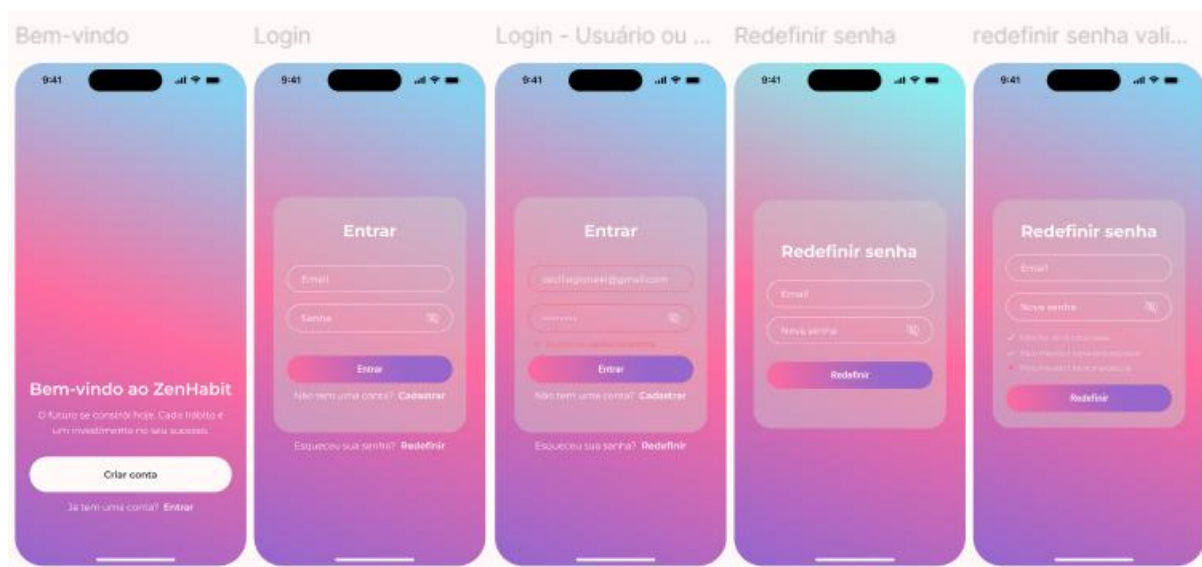 Bem-vindo
9:41
Bem-vindo ao ZenHabit
O futuro se constrói hoje. Cada hábito é
um investimento no seu sucesso.
Criar conta
Já tem uma conta? Entrar
Login
9:41
Entrar
Email
Senha
Entrar
Não tem uma conta? Cadastrar
Esqueceu sua senha? Redefinir
Login - Usuário ou ...
9:41
Entrar
Entrar
Não tem uma conta? Cadastrar
Esqueceu sua senha? Redefinir
Redefinir senha
9:41
Redefinir senha
Email
Nova senha
Redefinir
redefinir senha vali...
9:41
Redefinir senha
Email
Nova senha
Redefinir